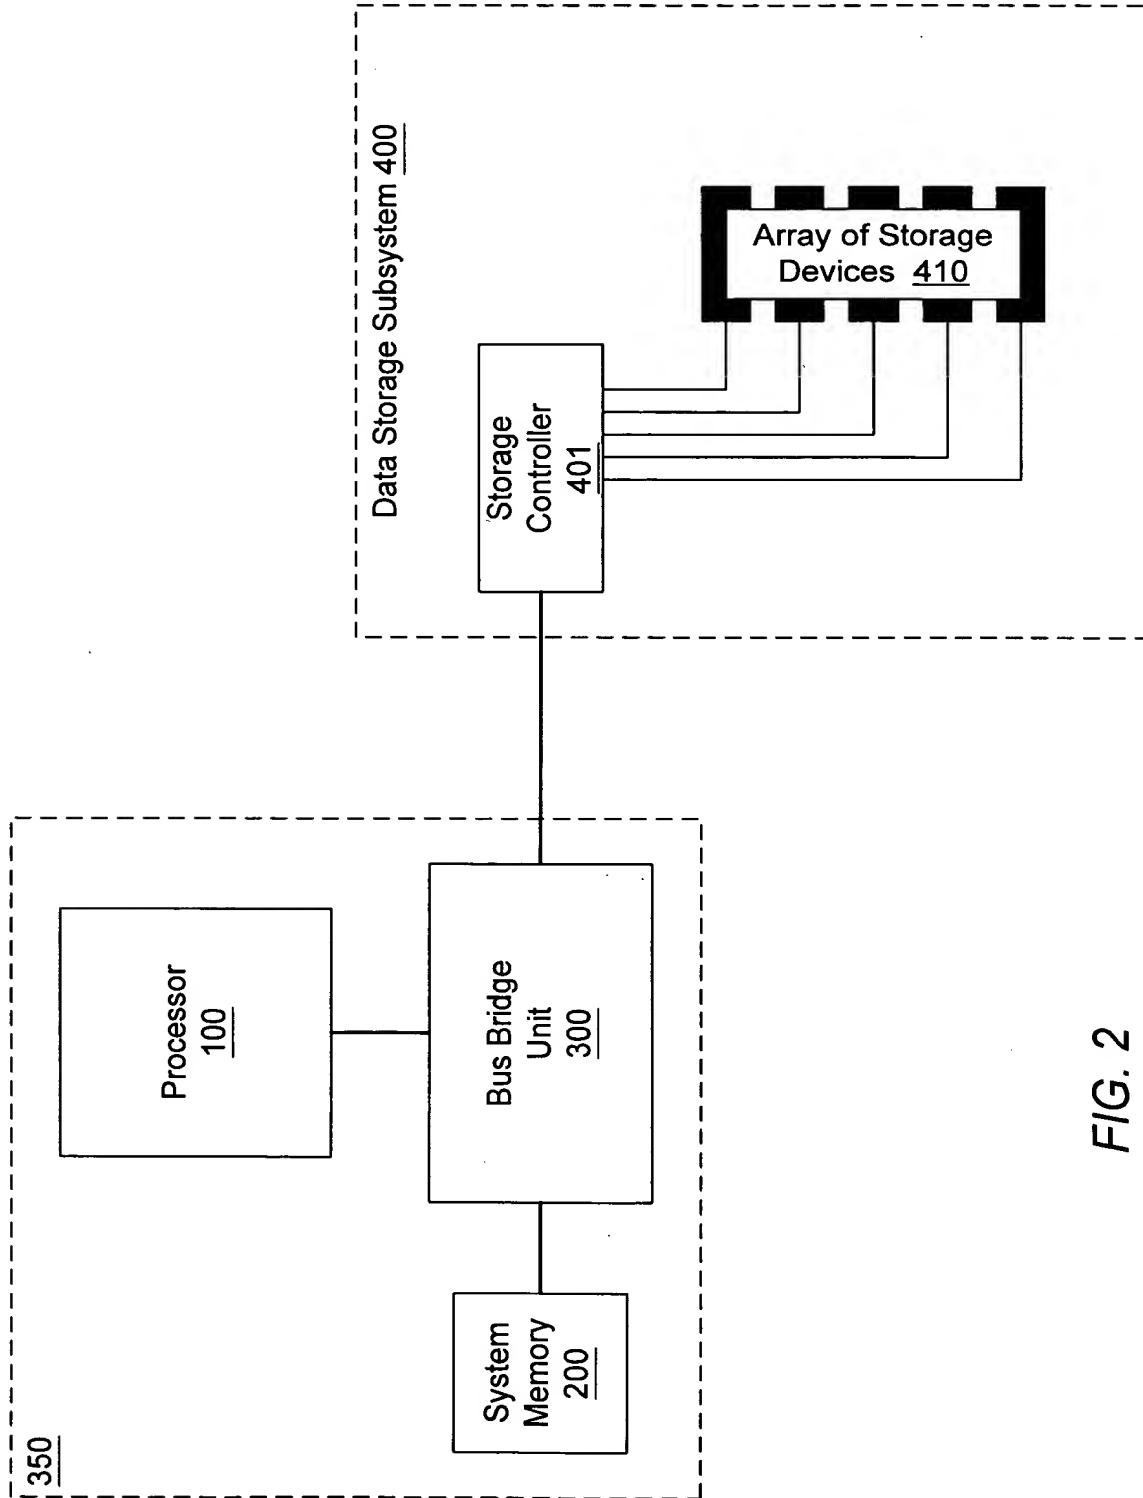 350
Processor
100
System
Memory
200
Bus Bridge
Unit
300
Data Storage Subsystem 400
Storage
Controller
401
Array of Storage
Devices 410
FIG. 2